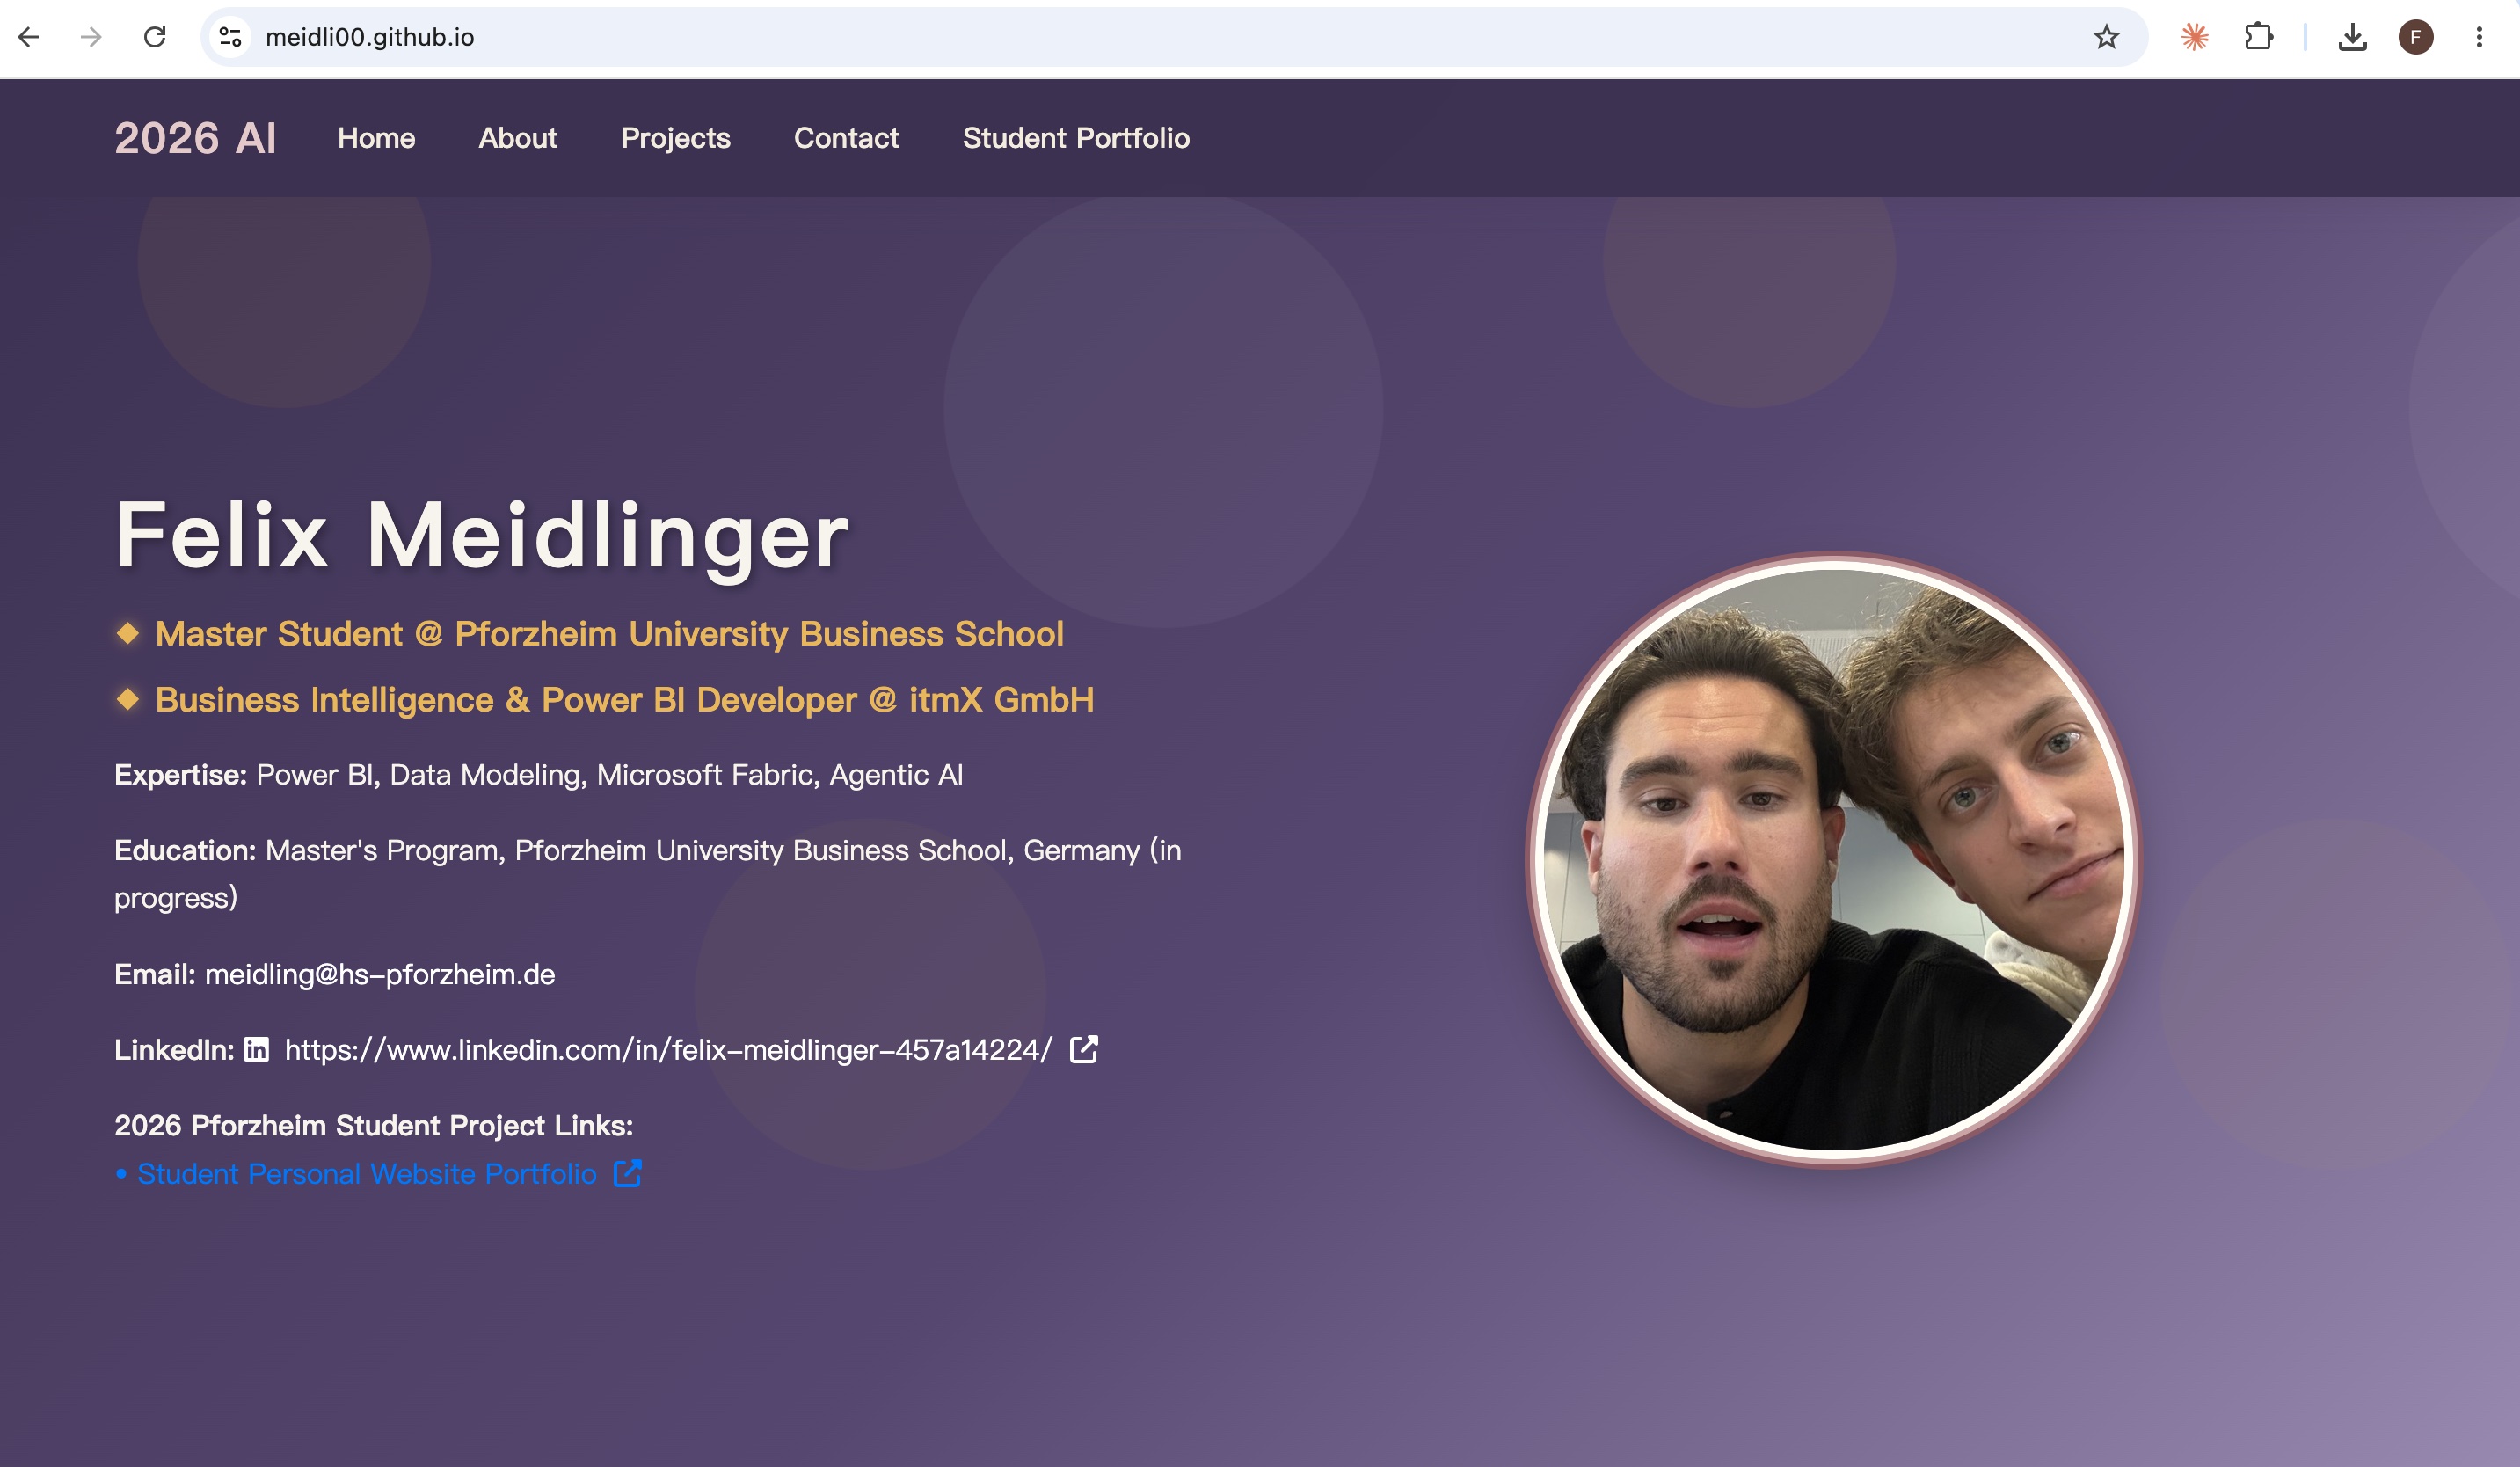 meidli00.github.io
F
2026 AI Home About Projects Contact Student Portfolio
Felix Meidlinger
◆ Master Student @ Pforzheim University Business School
◆ Business Intelligence & Power BI Developer @ itmX GmbH
Expertise: Power BI, Data Modeling, Microsoft Fabric, Agentic AI
Education: Master's Program, Pforzheim University Business School, Germany (in
progress)
Email: meidling@hs-pforzheim.de
LinkedIn: in https://www.linkedin.com/in/felix-meidlinger-457a14224/
2026 Pforzheim Student Project Links:
• Student Personal Website Portfolio